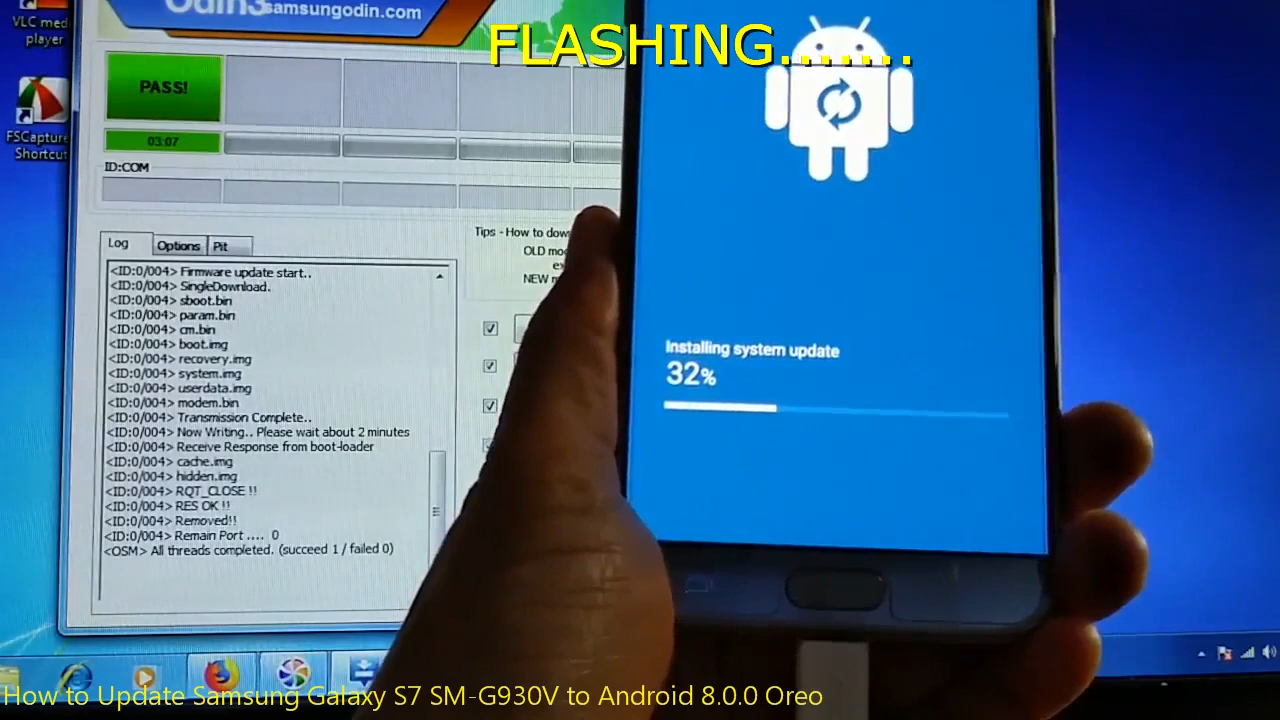 VLC med
player
FSCapture
Shortcut
Odin3
samsungodin.com
FLASHING.......
PASS!
03:07
ID:COM
Log
Options
Pit
<ID:0/004> Firmware update start..
<ID:0/004> SingleDownload.
<ID:0/004> sboot.bin
<ID:0/004> param.bin
<ID:0/004> cm.bin
<ID:0/004> boot.img
<ID:0/004> recovery.img
<ID:0/004> system.img
<ID:0/004> userdata.img
<ID:0/004> modem.bin
<ID:0/004> Transmission Complete..
<ID:0/004> Now Writing.. Please wait about 2 minutes
<ID:0/004> Receive Response from boot-loader
<ID:0/004> cache.img
<ID:0/004> hidden.img
<ID:0/004> RQT_CLOSE !!
<ID:0/004> RES OK !!
<ID:0/004> Removed!!
<ID:0/004> Remain Port .... 0
<OSM> All threads completed. (succeed 1 / failed 0)
Tips - How to dow
OLD mo
NEW
Installing system update
32%
How to Update Samsung Galaxy S7 SM-G930V to Android 8.0.0 Oreo